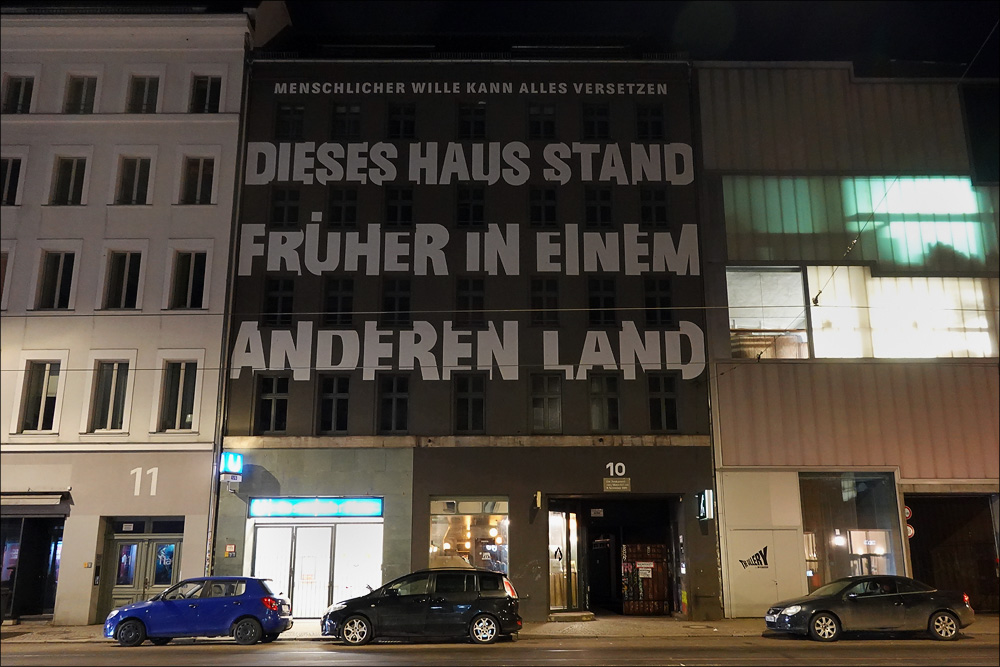 MENSCHLICHER WILLE KANN ALLES VERSETZEN
DIESES HAUS STAND
FRÜHER IN EINEM
ANDEREN LAND
11
U
10